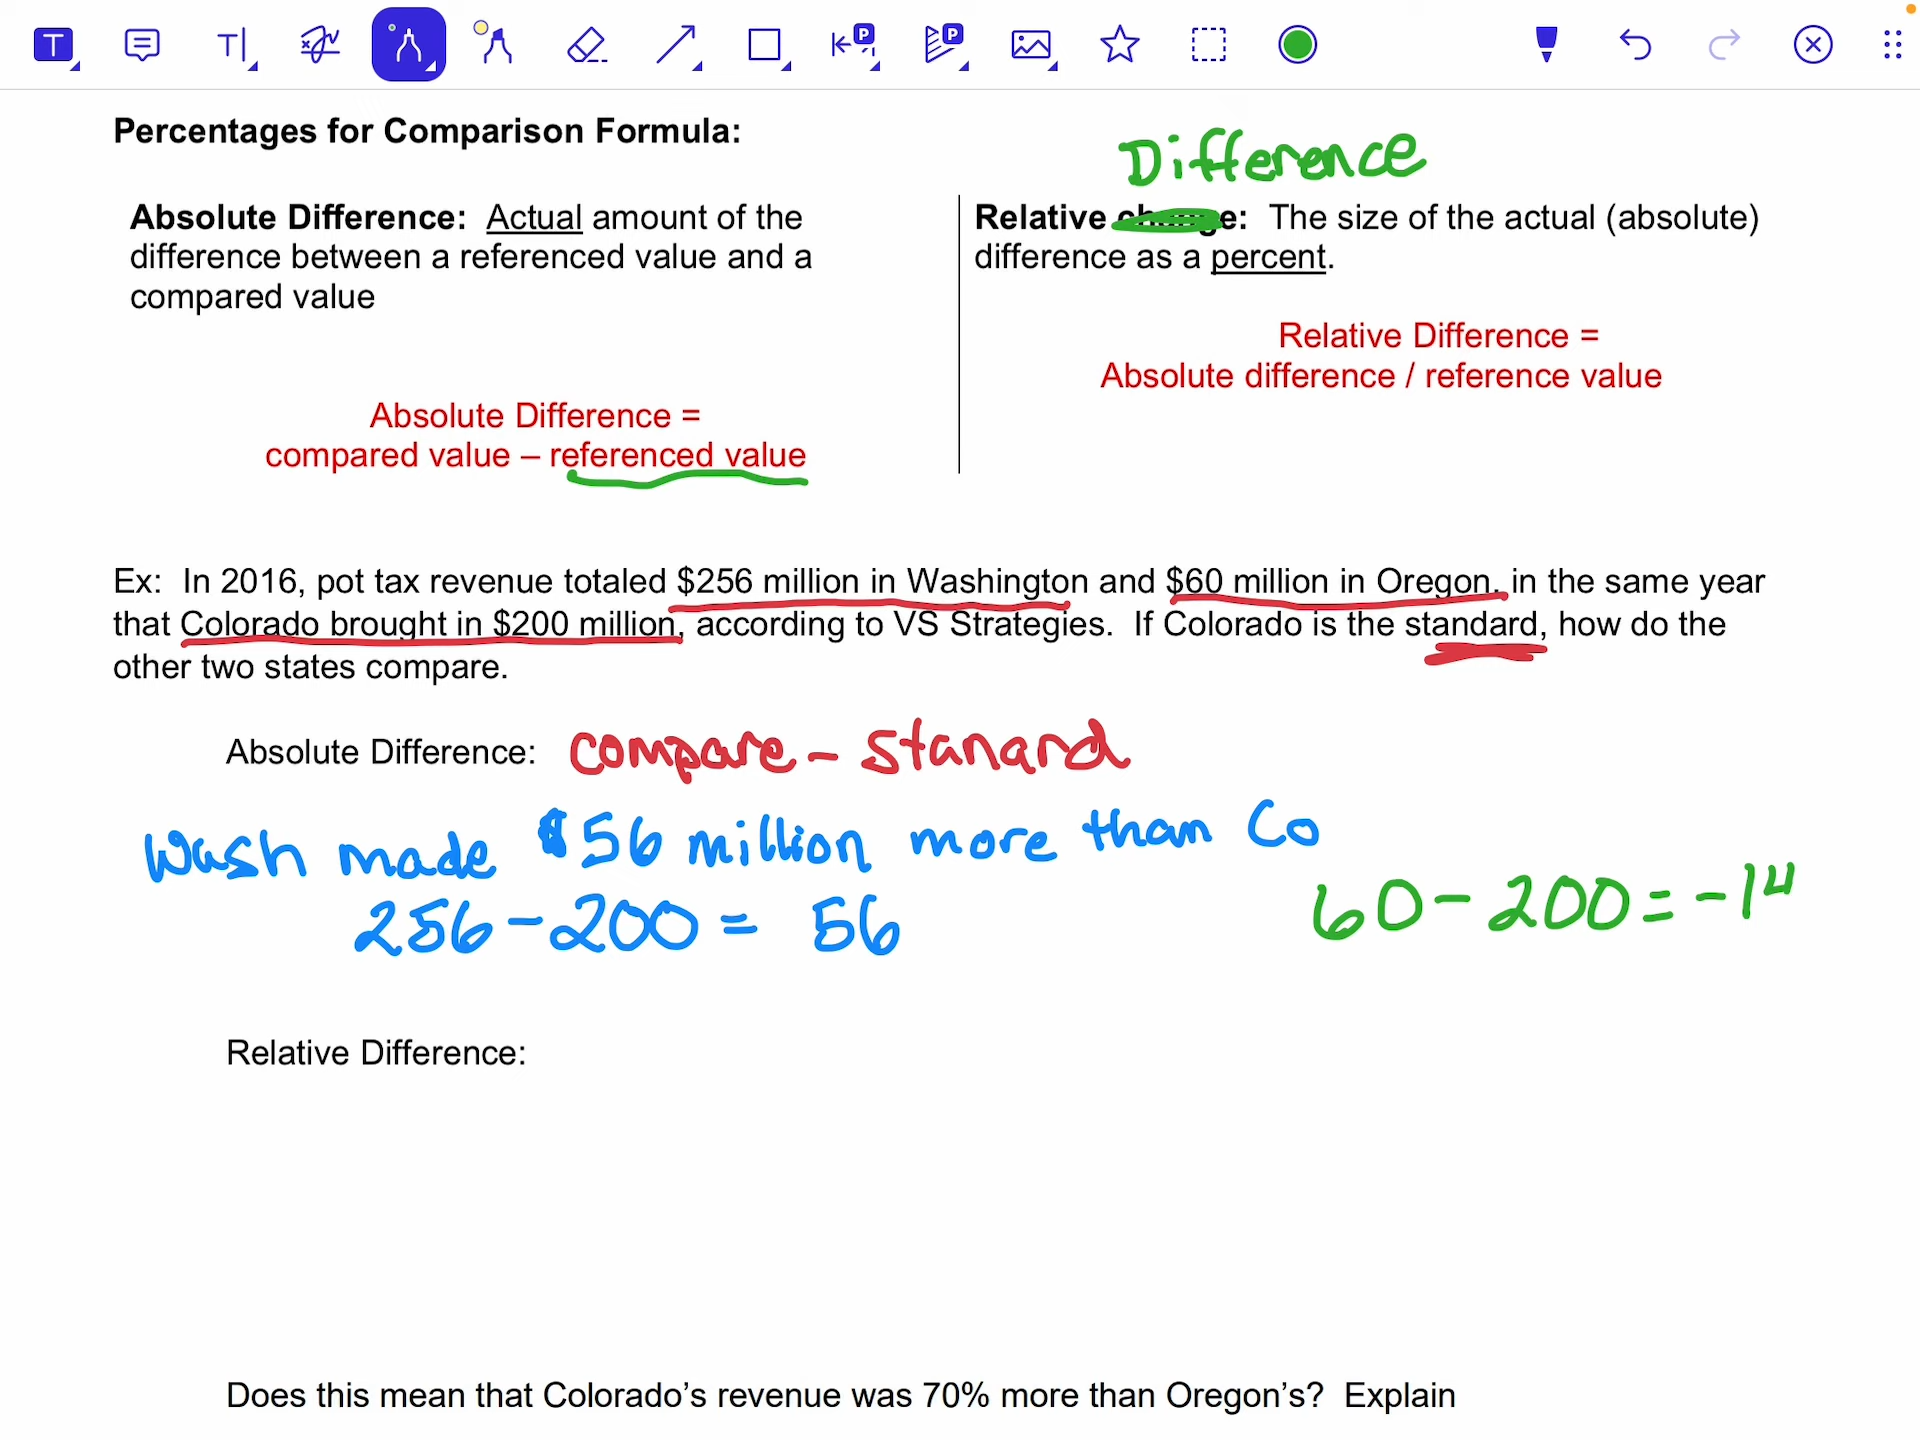 Percentages for Comparison Formula:
Difference
Absolute Difference: Actual amount of the
difference between a referenced value and a
compared value
Absolute Difference =
compared value – referenced value
Relative change: The size of the actual (absolute)
difference as a percent.
Relative Difference =
Absolute difference / reference value
Ex: In 2016, pot tax revenue totaled $256 million in Washington and $60 million in Oregon, in the same year
that Colorado brought in $200 million, according to VS Strategies. If Colorado is the standard, how do the
other two states compare.
Absolute Difference: compare - stanard
Wash made $56 million more than Co
256 - 200 = 56
60 - 200 = -14
Relative Difference:
Does this mean that Colorado’s revenue was 70% more than Oregon’s? Explain